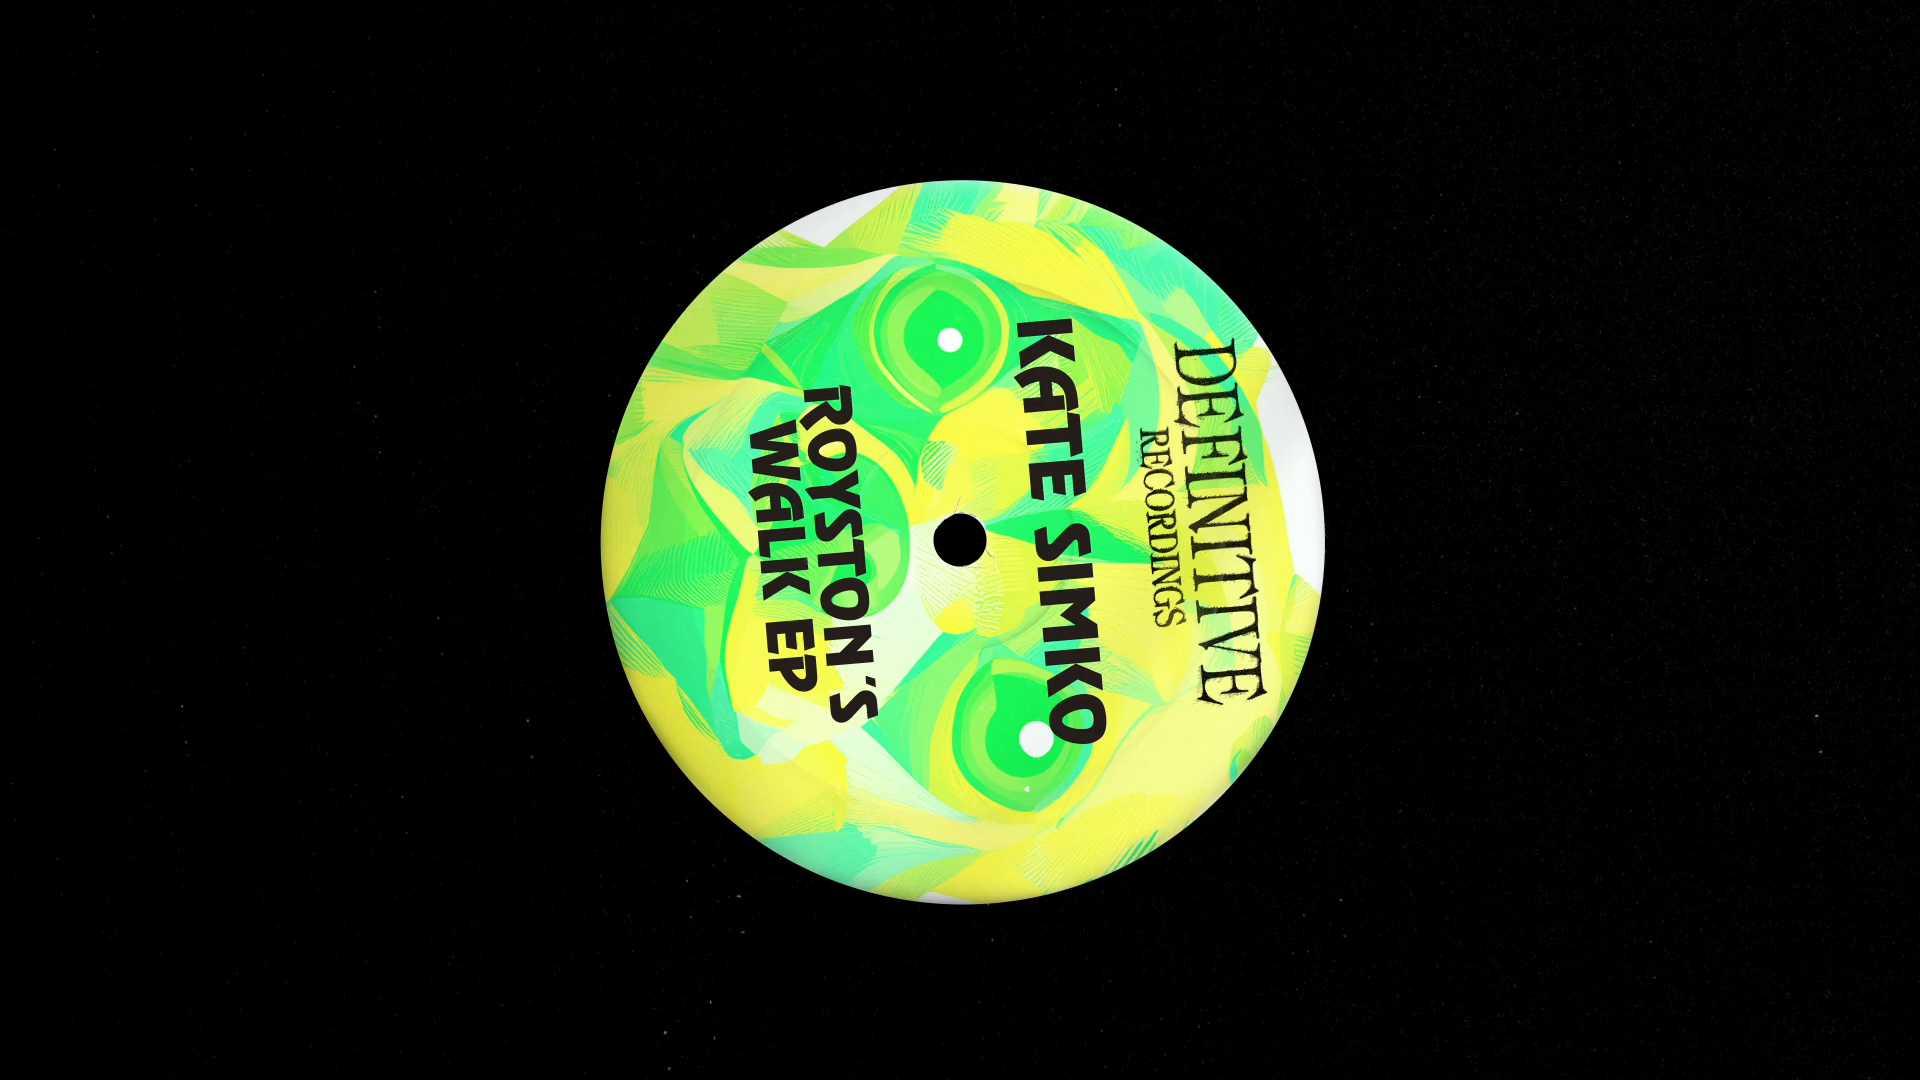 DEFINITIVE
RECORDINGS
KATE SIMKO
ROYSTON'S
WALK EP